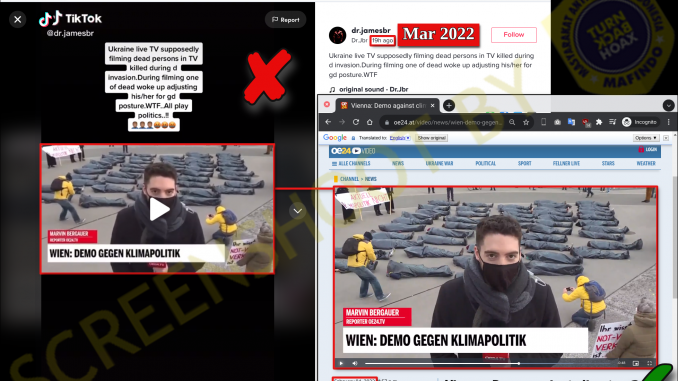 TikTok
@dr.jamesbr
Report
Ukraine live TV supposedly
filming dead persons in TV
killed during d
invasion.During filming one
of dead woke up adjusting
his/her for gd
posture.WTF..All play
politics..!!
MARVIN BERGAUER
REPORTER OE24.TV
WIEN: DEMO GEGEN KLIMAPOLITIK
dr.jamesbr
Dr.Jbr
19h ago
Mar 2022
Follow
Ukraine live TV supposedly filming dead persons in TV killed during d
invasion.During filming one of dead woke up adjusting his/her for gd
posture.WTF
original sound - Dr.Jbr
TURN
BACK
HOAX
MAFINDO
Vienna: Demo against clim
oe24.at/video/news/wien-demo-gegen
Incognito
Google
Translated to: English
Show original
Options
OE24 VIDEO
LOGIN
ALLE CHANNELS
NEWS
UKRAINE WAR
POLITICAL
SPORT
FELLNER LIVE
STARS
WEATHER
CHANNEL > NEWS
MARVIN BERGAUER
REPORTER OE24.TV
WIEN: DEMO GEGEN KLIMAPOLITIK
Ihr wisst
NOT-
VER
SCREENSHOOT BY